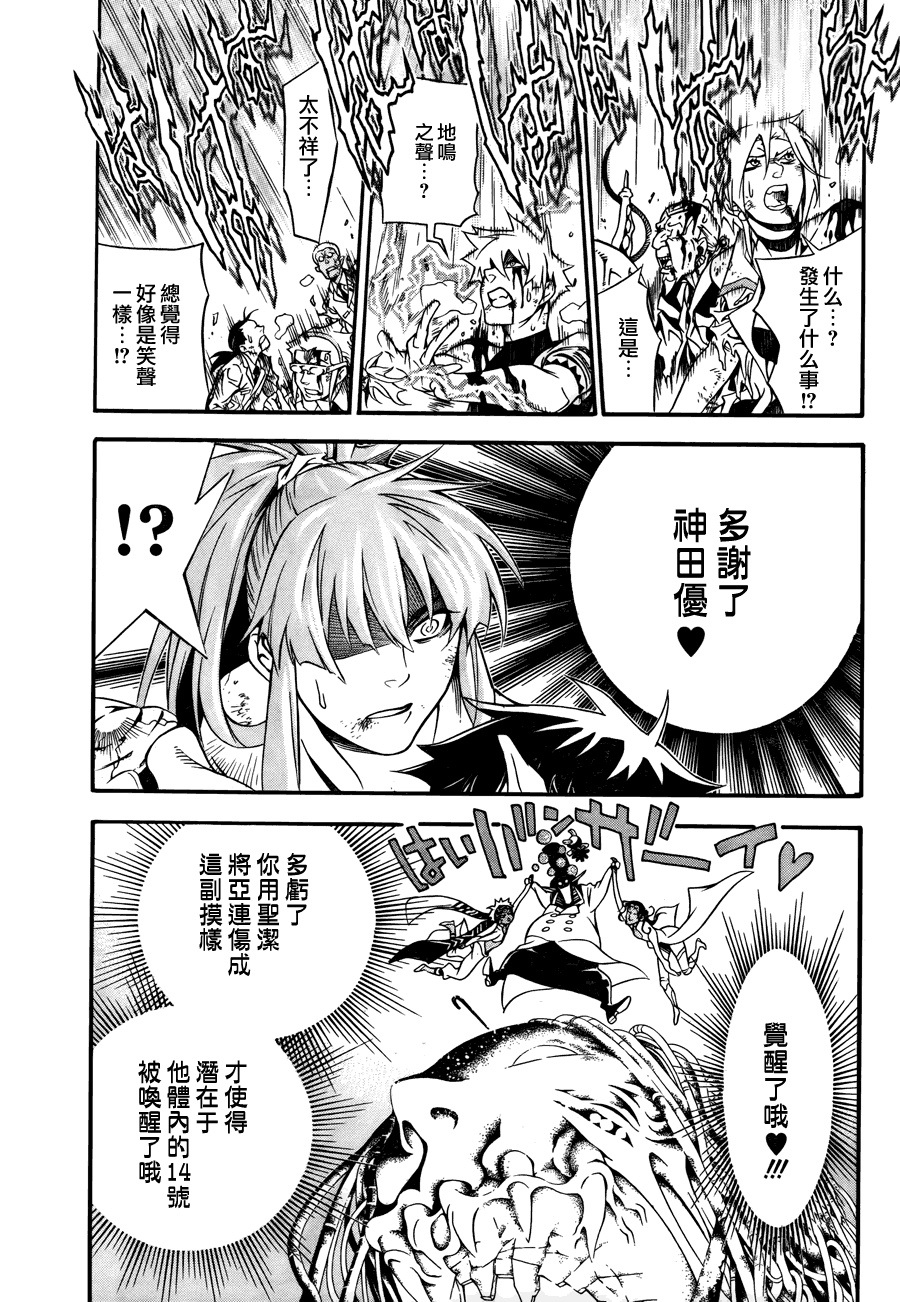 什么…?
發生了什么事!?
這是…
地鳴
之聲…?
太不祥了…
總覺得
好像是笑聲
一樣…!?
多謝了
神田優♥
!?
はいバンザーイ♡
覺醒了哦♥!!!
多虧了
你用聖潔
將亞連傷成
這副摸樣
才使得
潛在于
他體內的14號
被喚醒了哦